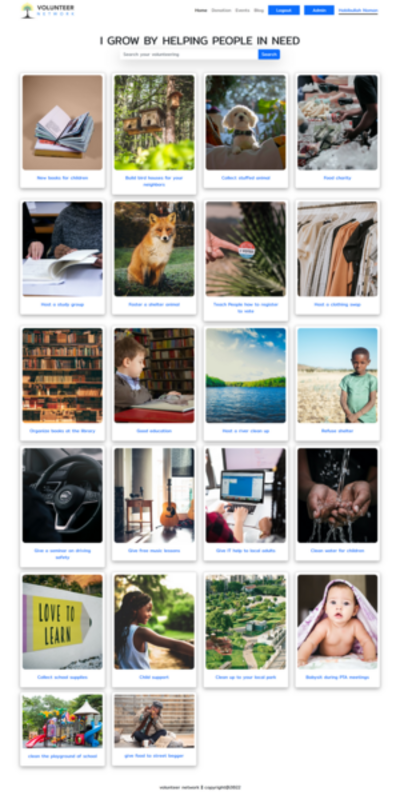 VOLUNTEER
NETWORK
Home Donation Events Blog Logout Admin
I GROW BY HELPING PEOPLE IN NEED
Search your volunteering Search
New books for children
Build bird houses for your
neighbors
Collect stuffed animal
Food charity
Host a study group
Foster a shelter animal
Teach People how to register
to vote
Host a clothing swap
Organize books at the library
Good education
Host a river clean up
Refuse shelter
Give a seminar on driving
safety
Give free music lessons
Give IT help to local adults
Clean water for children
LOVE TO
LEARN
Collect school supplies
Child support
Clean up to your local park
Babysit during PTA meetings
clean the playground of school
give food to street beggar
volunteer network || copyright@2022